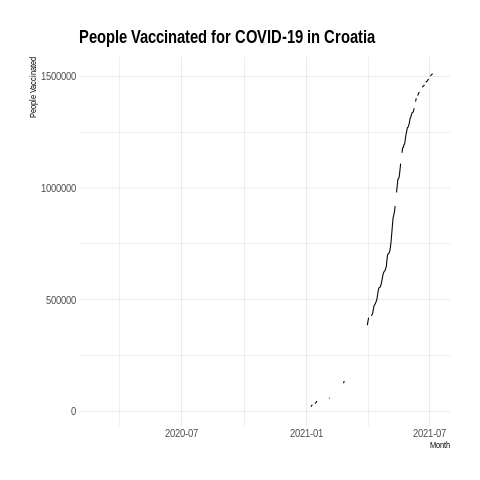 People Vaccinated for COVID-19 in Croatia
People Vaccinated
1500000
1000000
500000
0
2020-07
2021-01
2021-07
Month